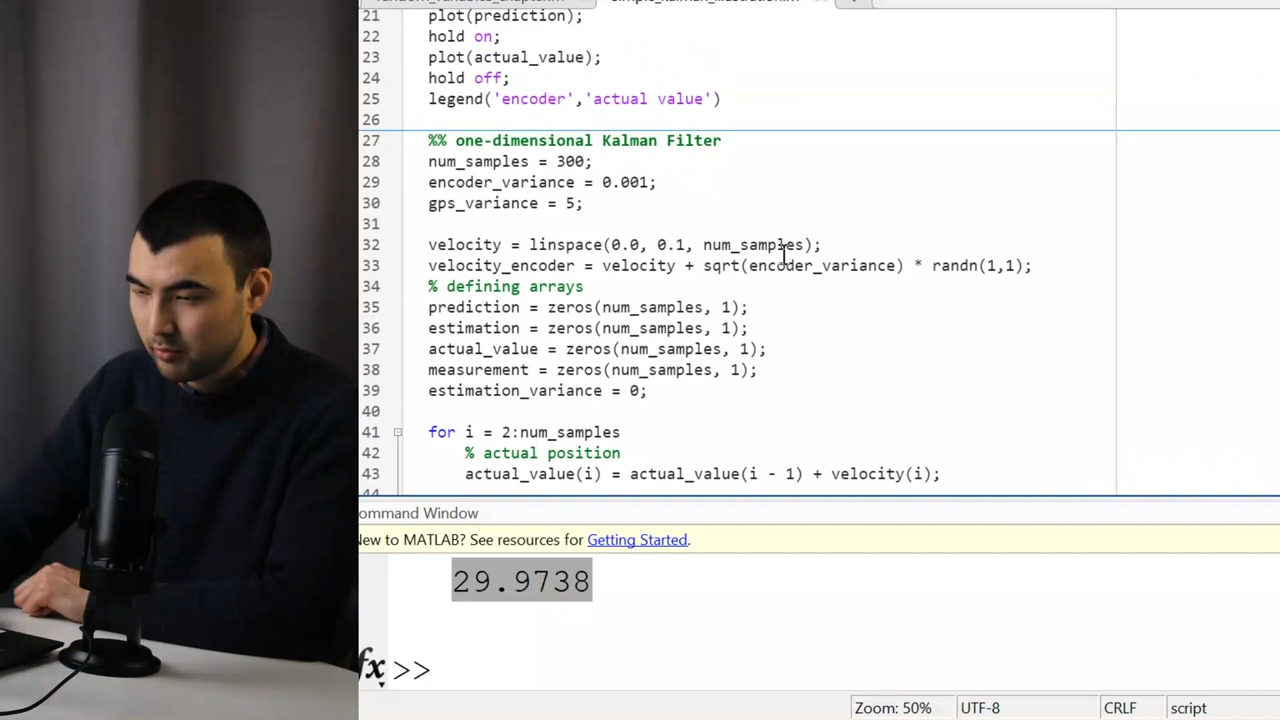 21 plot(prediction);
22 hold on;
23 plot(actual_value);
24 hold off;
25 legend('encoder','actual value')
26
27 %% one-dimensional Kalman Filter
28 num_samples = 300;
29 encoder_variance = 0.001;
30 gps_variance = 5;
31
32 velocity = linspace(0.0, 0.1, num_samples);
33 velocity_encoder = velocity + sqrt(encoder_variance) * randn(1,1);
34 % defining arrays
35 prediction = zeros(num_samples, 1);
36 estimation = zeros(num_samples, 1);
37 actual_value = zeros(num_samples, 1);
38 measurement = zeros(num_samples, 1);
39 estimation_variance = 0;
40
41 for i = 2:num_samples
42 % actual position
43 actual_value(i) = actual_value(i - 1) + velocity(i);
ommand Window
New to MATLAB? See resources for Getting Started.
29.9738
fx >>
Zoom: 50% UTF-8 CRLF script